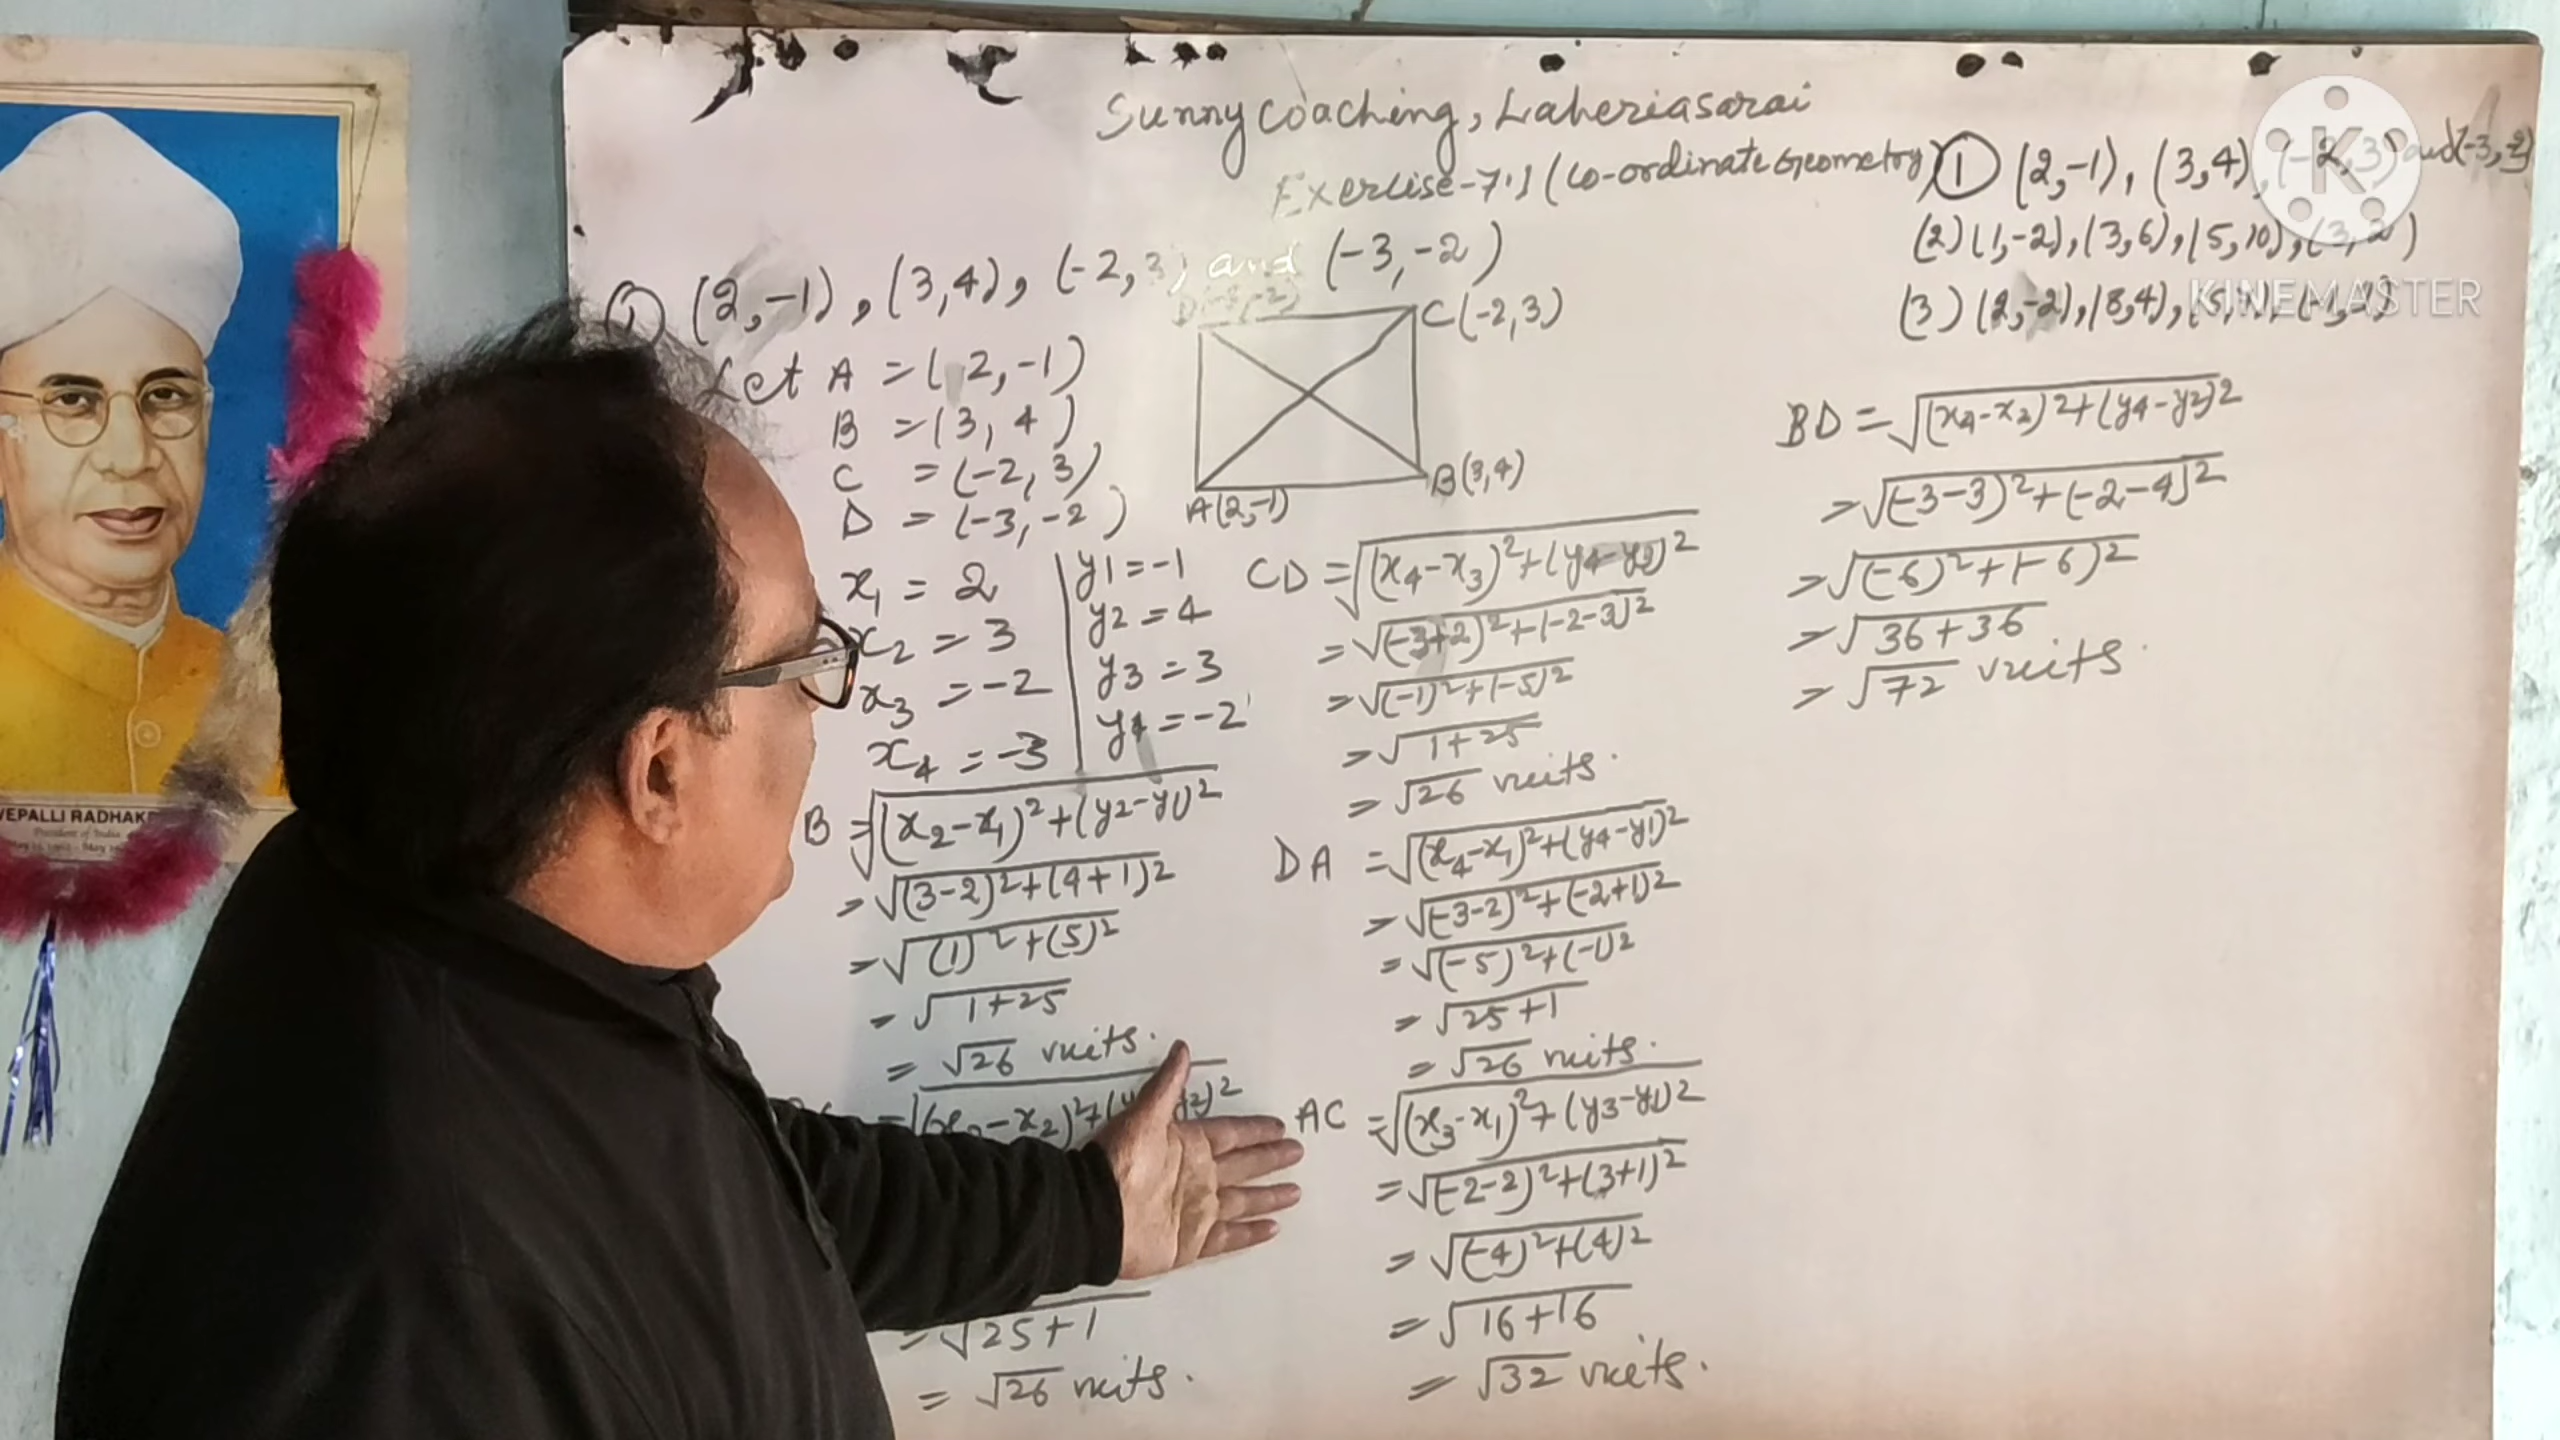 Sunny Coaching, Laheriasarai
Exercise-7.1 (Co-ordinate Geometry)
① (2,-1), (3,4), (-2,3) and (-3,-2)
(2) (1,-2), (3,6), (5,10), (3,2)
(3) (2,-2), (8,4), (5,
KINEMASTER
① (2,-1), (3,4), (-2,3) and (-3,-2)
Let A = (2,-1)
B = (3, 4)
C = (-2, 3)
D = (-3, -2)
x₁ = 2
x₂ = 3
x₃ = -2
x₄ = -3
y1 = -1
y2 = 4
y3 = 3
y4 = -2
D(-3,-2)
C(-2,3)
A(2,-1)
B(3,4)
B = √(x₂-x₁)²+(y2-y1)²
= √(3-2)²+(4+1)²
= √(1)²+(5)²
= √1+25
= √26 units.
-x₂)²+
= √25+1
= √26 units.
CD = √(x₄-x₃)²+(y4-y3)²
= √(-3+2)²+(-2-3)²
= √(-1)²+(-5)²
= √1+25
= √26 units.
DA = √(x₄-x₁)²+(y4-y1)²
= √(-3-2)²+(-2+1)²
= √(-5)²+(-1)²
= √25+1
= √26 units.
AC = √(x₃-x₁)²+(y3-y1)²
= √(-2-2)²+(3+1)²
= √(-4)²+(4)²
= √16+16
= √32 units.
BD = √(x4-x2)²+(y4-y2)²
= √(-3-3)²+(-2-4)²
= √(-6)²+(-6)²
= √36+36
= √72 units.
VEPALLI RADHAK
President of India